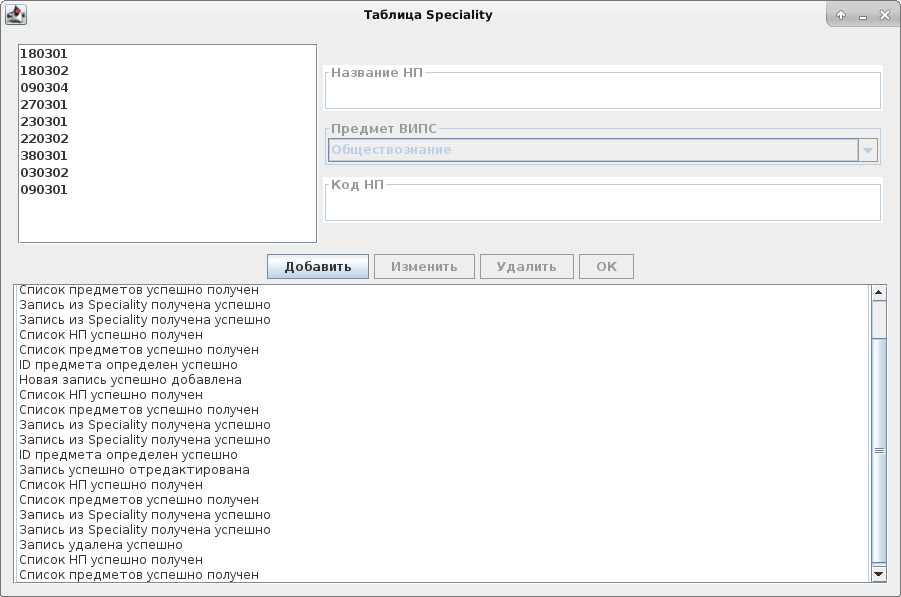 Таблица Speciality
180301
180302
090304
270301
230301
220302
380301
030302
090301
Название НП
Предмет ВИПС
Обществознание
Код НП
Добавить
Изменить
Удалить
OK
Список предметов успешно получен
Запись из Speciality получена успешно
Запись из Speciality получена успешно
Список НП успешно получен
Список предметов успешно получен
ID предмета определен успешно
Новая запись успешно добавлена
Список НП успешно получен
Список предметов успешно получен
Запись из Speciality получена успешно
Запись из Speciality получена успешно
ID предмета определен успешно
Запись успешно отредактирована
Список НП успешно получен
Список предметов успешно получен
Запись из Speciality получена успешно
Запись из Speciality получена успешно
Запись удалена успешно
Список НП успешно получен
Список предметов успешно получен